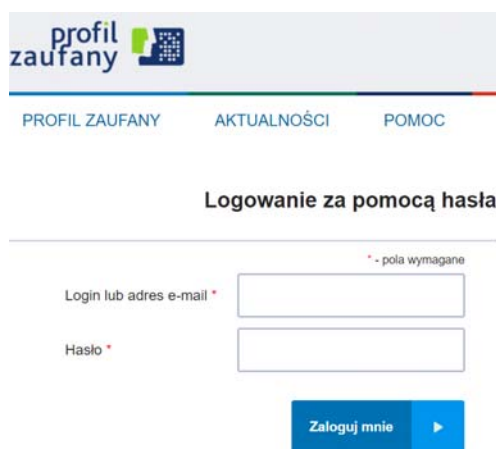 profil
zaufany
PROFIL ZAUFANY AKTUALNOŚCI POMOC
Logowanie za pomocą hasła
* - pola wymagane
Login lub adres e-mail *
Hasło *
Zaloguj mnie